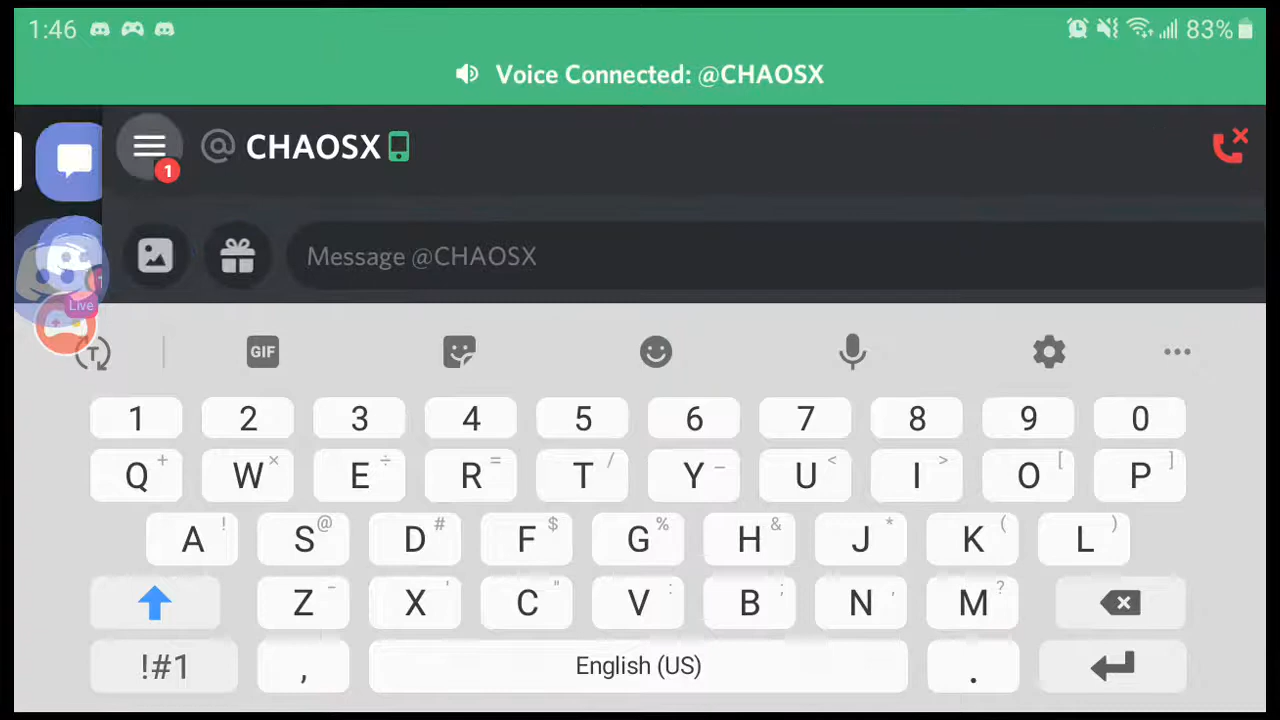 1:46 83%
Voice Connected: @CHAOSX
@ CHAOSX
1
Message @CHAOSX
Live
T GIF
1 2 3 4 5 6 7 8 9 0
Q + W × E ÷ R = T / Y _ U < I > O [ P ]
A ! S @ D # F $ G % H & J * K ( L )
Z - X ' C " V : B ; N , M ?
!#1 , English (US) .